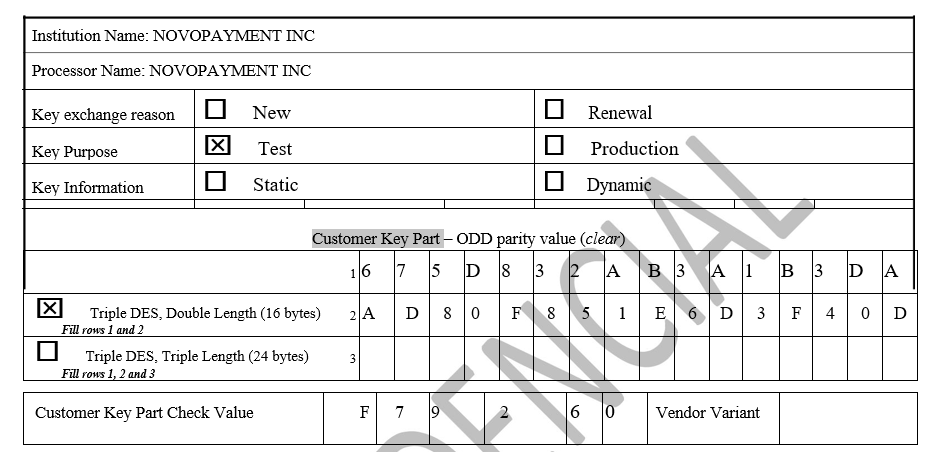 Institution Name: NOVOPAYMENT INC
Processor Name: NOVOPAYMENT INC
Key exchange reason ☐ New ☐ Renewal
Key Purpose ☒ Test ☐ Production
Key Information ☐ Static ☐ Dynamic
Customer Key Part – ODD parity value (clear)
1 6 7 5 D 8 3 2 A B 3 A 1 B 3 D A
☒ Triple DES, Double Length (16 bytes) 2 A D 8 0 F 8 5 1 E 6 D 3 F 4 0 D
Fill rows 1 and 2
☐ Triple DES, Triple Length (24 bytes) 3
Fill rows 1, 2 and 3
Customer Key Part Check Value F 7 9 2 6 0 Vendor Variant
DENCIAL